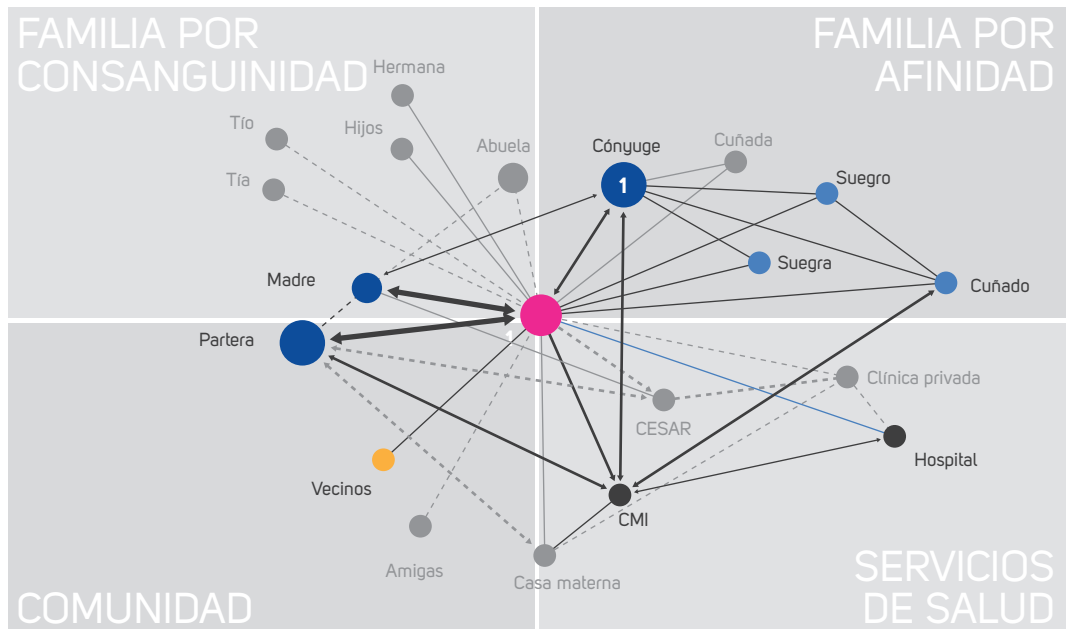 FAMILIA POR
CONSANGUINIDAD
FAMILIA POR
AFINIDAD
Hermana
Tío
Hijos
Abuela
Cónyuge
Cuñada
Tía
1
Suegro
Madre
Suegra
Cuñado
Partera
1
Clínica privada
CESAR
Vecinos
Hospital
CMI
Amigas
Casa materna
COMUNIDAD
SERVICIOS
DE SALUD